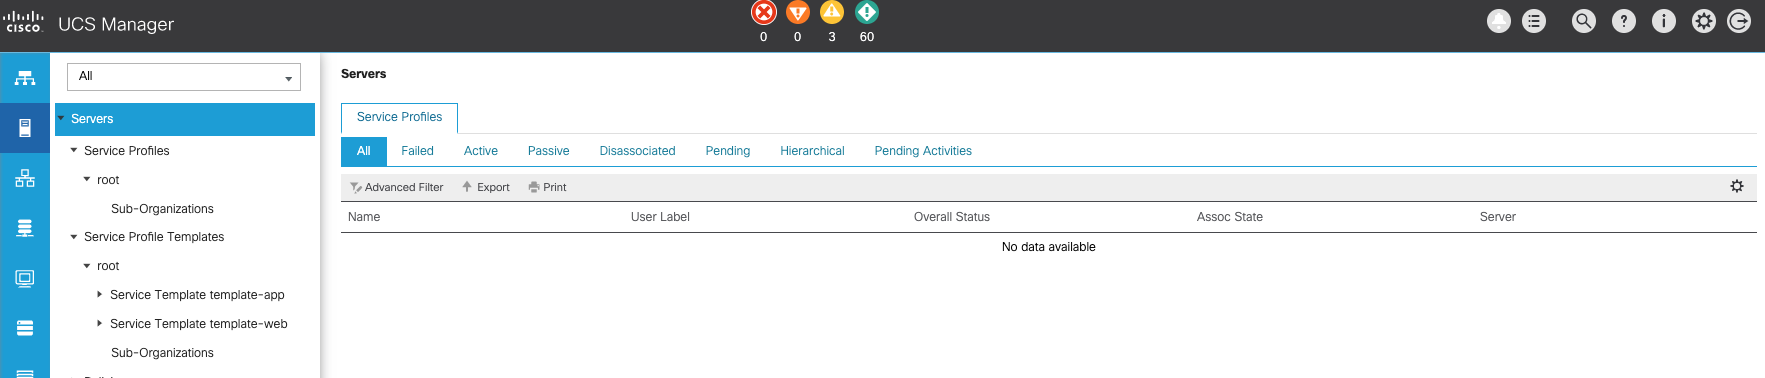 CISCO UCS Manager
0 0 3 60
All
Servers
Service Profiles
root
Sub-Organizations
Service Profile Templates
root
Service Template template-app
Service Template template-web
Sub-Organizations
Servers
Service Profiles
All Failed Active Passive Disassociated Pending Hierarchical Pending Activities
Advanced Filter Export Print
Name User Label Overall Status Assoc State Server
No data available